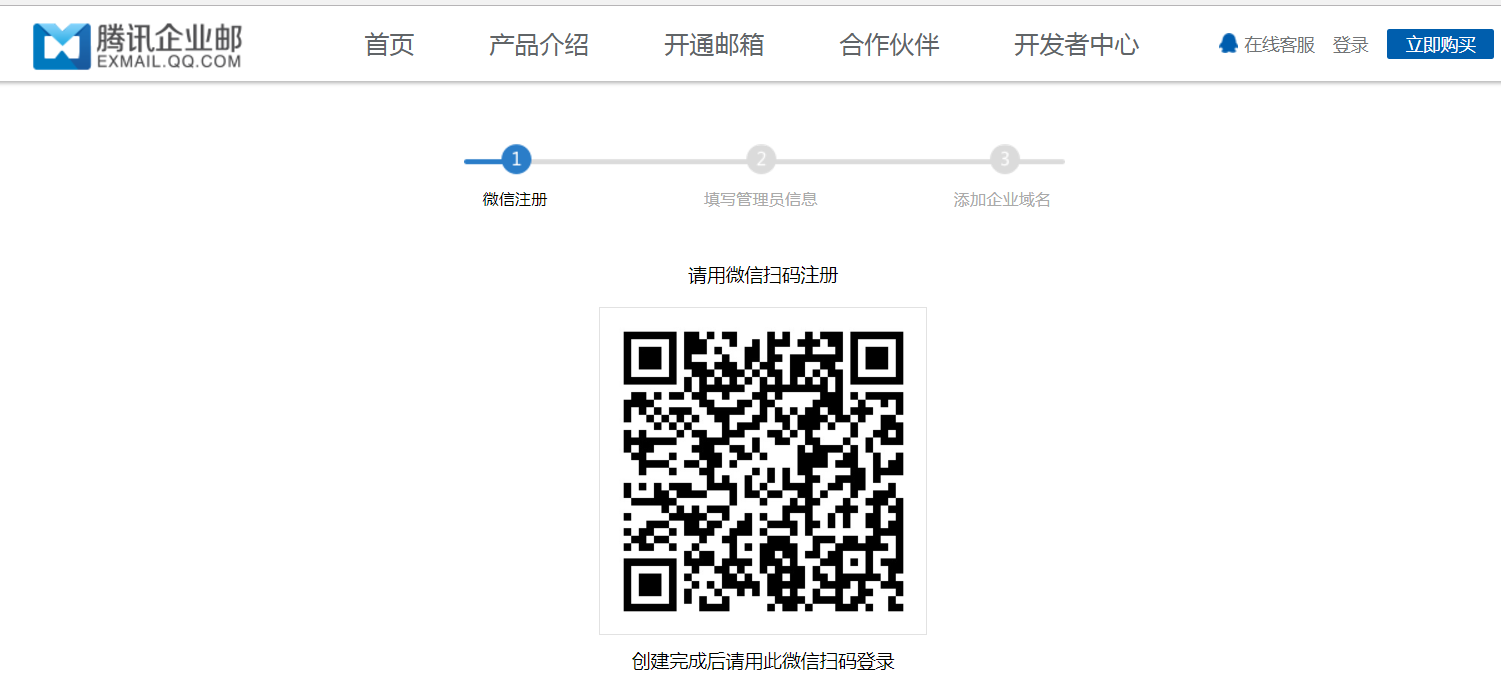 腾讯企业邮
EXMAIL.QQ.COM
首页 产品介绍 开通邮箱 合作伙伴 开发者中心 在线客服 登录 立即购买
1 2 3
微信注册 填写管理员信息 添加企业域名
请用微信扫码注册
创建完成后请用此微信扫码登录